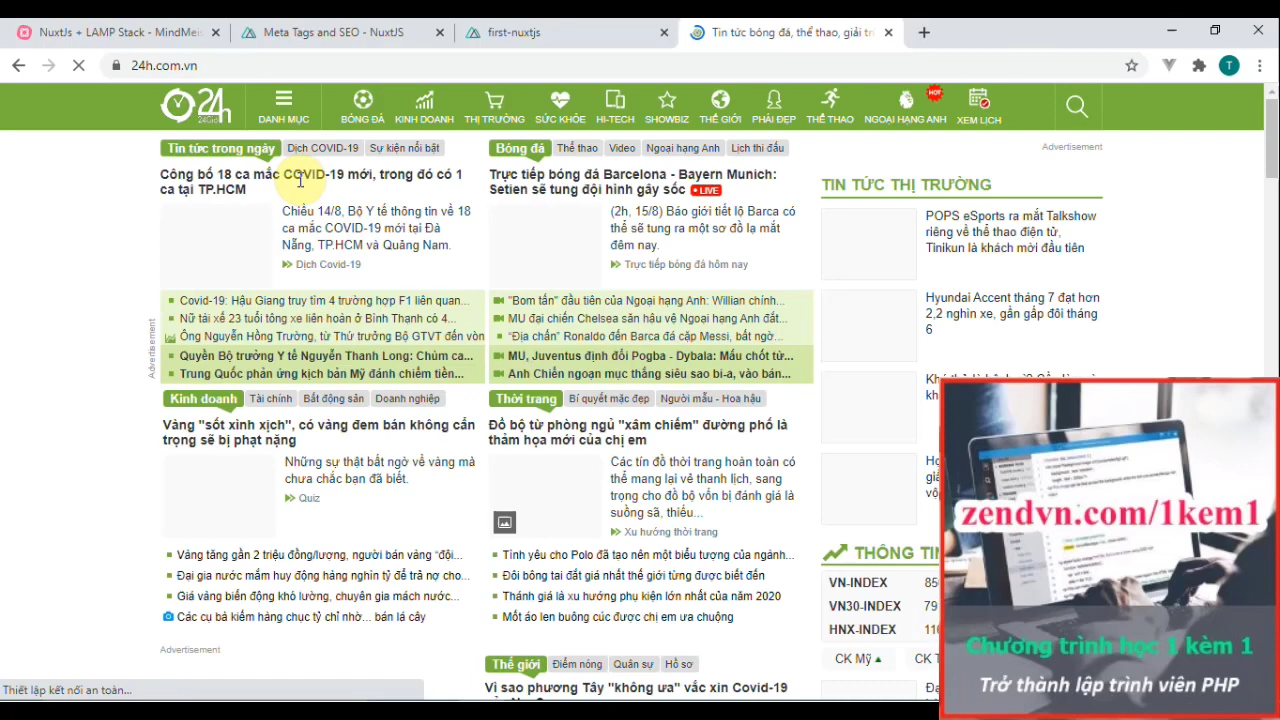 NuxtJs + LAMP Stack - MindMeis
Meta Tags and SEO - NuxtJS
first-nuxtjs
Tin tức bóng đá, thể thao, giải tr
24h.com.vn
T
24h
DANH MỤC
BÓNG ĐÁ
KINH DOANH
THỊ TRƯỜNG
SỨC KHỎE
HI-TECH
SHOWBIZ
THẾ GIỚI
PHÁI ĐẸP
THỂ THAO
NGOẠI HẠNG ANH
HOT
XEM LỊCH
Tin tức trong ngày
Dịch COVID-19
Sự kiện nổi bật
Công bố 18 ca mắc COVID-19 mới, trong đó có 1
ca tại TP.HCM
Chiều 14/8, Bộ Y tế thông tin về 18
ca mắc COVID-19 mới tại Đà
Nẵng, TP.HCM và Quảng Nam.
Dịch Covid-19
Covid-19: Hậu Giang truy tìm 4 trường hợp F1 liên quan...
Nữ tài xế 23 tuổi tông xe liên hoàn ở Bình Thạnh có 4...
Ông Nguyễn Hồng Trường, từ Thứ trưởng Bộ GTVT đến vòn
Quyền Bộ trưởng Y tế Nguyễn Thanh Long: Chùm ca...
Trung Quốc phản ứng kịch bản Mỹ đánh chiếm tiền...
Bóng đá
Thể thao
Video
Ngoại hạng Anh
Lịch thi đấu
Trực tiếp bóng đá Barcelona - Bayern Munich:
Setien sẽ tung đội hình gây sốc LIVE
(2h, 15/8) Báo giới tiết lộ Barca có
thể sẽ tung ra một sơ đồ lạ mắt
đêm nay.
Trực tiếp bóng đá hôm nay
"Bom tấn" đầu tiên của Ngoại hạng Anh: Willian chính...
MU đại chiến Chelsea săn hậu vệ Ngoại hạng Anh đắt...
“Địa chấn” Ronaldo đến Barca đá cặp Messi, bất ngờ...
MU, Juventus định đổi Pogba - Dybala: Mấu chốt từ...
Anh Chiến ngoạn mục thắng siêu sao bi-a, vào bán...
Advertisement
TIN TỨC THỊ TRƯỜNG
POPS eSports ra mắt Talkshow
riêng về thể thao điện tử,
Tinikun là khách mời đầu tiên
Hyundai Accent tháng 7 đạt hơn
2,2 nghìn xe, gần gấp đôi tháng
6
Advertisement
Kinh doanh
Tài chính
Bất động sản
Doanh nghiệp
Vàng "sốt xình xịch", có vàng đem bán không cẩn
trọng sẽ bị phạt nặng
Những sự thật bất ngờ về vàng mà
chưa chắc bạn đã biết.
Quiz
Vàng tăng gần 2 triệu đồng/lượng, người bán vàng “đội...
Đại gia nước mắm huy động hàng nghìn tỷ để trả nợ cho...
Giá vàng biến động khó lường, chuyên gia mách nước...
Các cụ bà kiếm hàng chục tỷ chỉ nhờ... bán lá cây
Advertisement
Thời trang
Bí quyết mặc đẹp
Người mẫu - Hoa hậu
Đồ bộ từ phòng ngủ "xâm chiếm" đường phố là
thảm họa mới của chị em
Các tín đồ thời trang hoàn toàn có
thể mang lại vẻ thanh lịch, sang
trọng cho đồ bộ vốn bị đánh giá là
suồng sã, thiếu...
Xu hướng thời trang
Tình yêu cho Polo đã tạo nên một biểu tượng của ngành...
Đôi bông tai đắt giá nhất thế giới từng được biết đến
Thánh giá là xu hướng phụ kiện lớn nhất của năm 2020
Mốt áo len buông cúc được chị em ưa chuộng
Thế giới
Điểm nóng
Quân sự
Hồ sơ
Vì sao phương Tây "không ưa" vắc xin Covid-19
THÔNG TIN
VN-INDEX
VN30-INDEX
79
HNX-INDEX
CK Mỹ
zendvn.com/1kem1
Chương trình học 1 kèm 1
Trở thành lập trình viên PHP
Thiết lập kết nối an toàn...